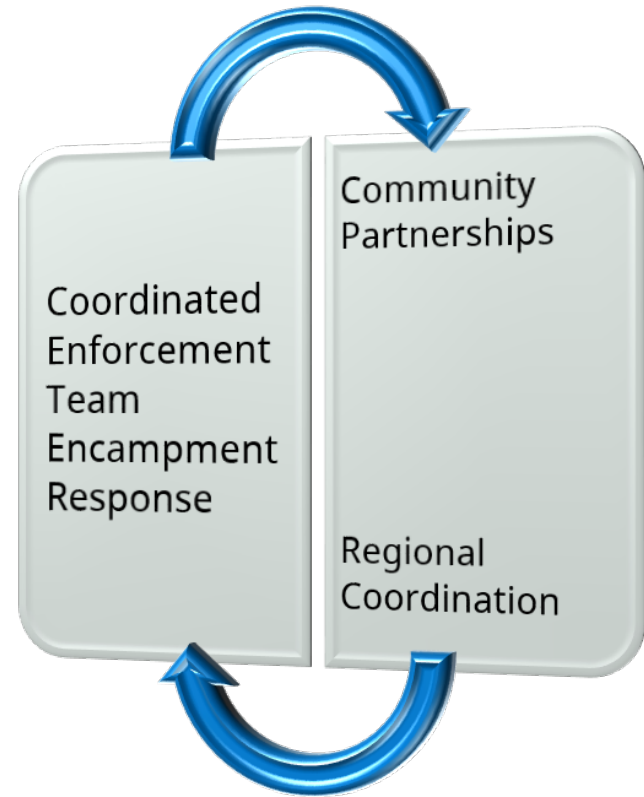 Coordinated
Enforcement
Team
Encampment
Response
Community
Partnerships
Regional
Coordination